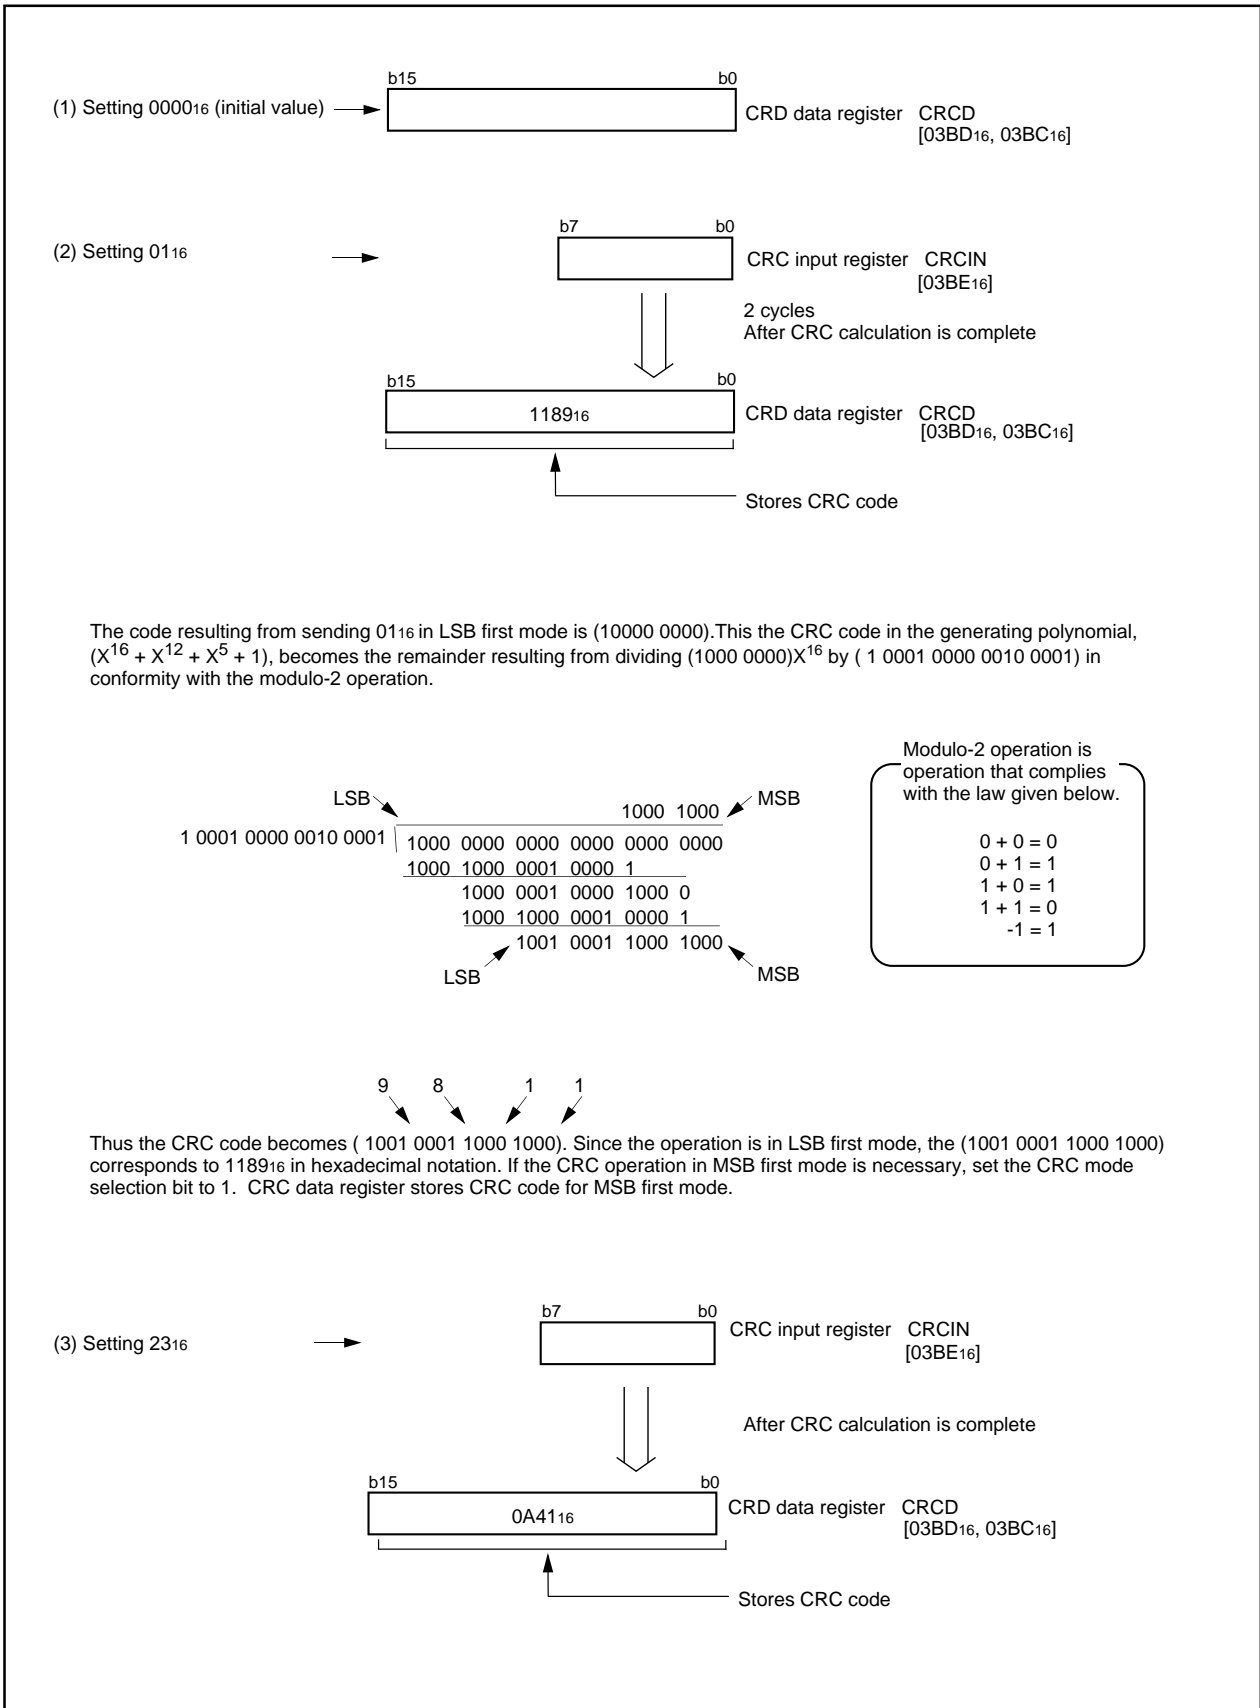 b15 b0
(1) Setting 0000₁₆ (initial value)
CRD data register CRCD
[03BD₁₆, 03BC₁₆]
b7 b0
(2) Setting 01₁₆
CRC input register CRCIN
[03BE₁₆]
2 cycles
After CRC calculation is complete
b15 b0
1189₁₆
CRD data register CRCD
[03BD₁₆, 03BC₁₆]
Stores CRC code
The code resulting from sending 01₁₆ in LSB first mode is (10000 0000).This the CRC code in the generating polynomial,
(X¹⁶ + X¹² + X⁵ + 1), becomes the remainder resulting from dividing (1000 0000)X¹⁶ by ( 1 0001 0000 0010 0001) in
conformity with the modulo-2 operation.
LSB 1000 1000 MSB
1 0001 0000 0010 0001 1000 0000 0000 0000 0000 0000
1000 1000 0001 0000 1
1000 0001 0000 1000 0
1000 1000 0001 0000 1
1001 0001 1000 1000
LSB MSB
Modulo-2 operation is
operation that complies
with the law given below.
0 + 0 = 0
0 + 1 = 1
1 + 0 = 1
1 + 1 = 0
-1 = 1
9 8 1 1
Thus the CRC code becomes ( 1001 0001 1000 1000). Since the operation is in LSB first mode, the (1001 0001 1000 1000)
corresponds to 1189₁₆ in hexadecimal notation. If the CRC operation in MSB first mode is necessary, set the CRC mode
selection bit to 1. CRC data register stores CRC code for MSB first mode.
b7 b0
(3) Setting 23₁₆
CRC input register CRCIN
[03BE₁₆]
After CRC calculation is complete
b15 b0
0A41₁₆
CRD data register CRCD
[03BD₁₆, 03BC₁₆]
Stores CRC code